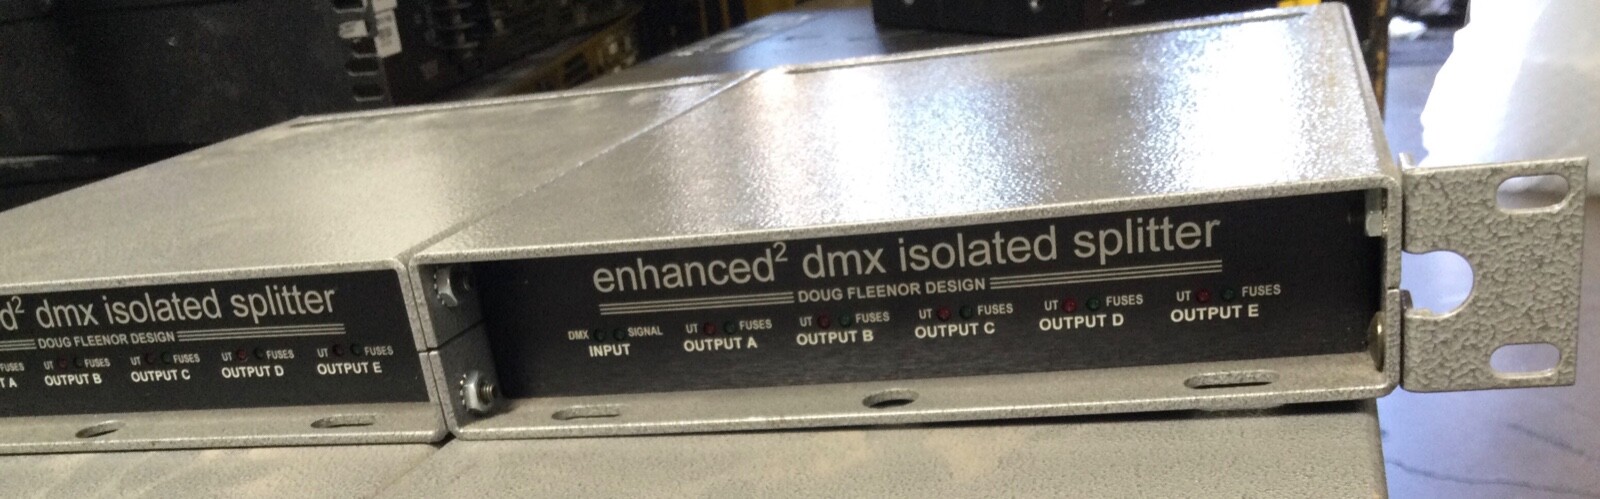 d² dmx isolated splitter
DOUG FLEENOR DESIGN
FUSES UT FUSES UT FUSES UT FUSES UT FUSES
T A OUTPUT B OUTPUT C OUTPUT D OUTPUT E
enhanced² dmx isolated splitter
DOUG FLEENOR DESIGN
DMX SIGNAL UT FUSES UT FUSES UT FUSES UT FUSES UT FUSES
INPUT OUTPUT A OUTPUT B OUTPUT C OUTPUT D OUTPUT E